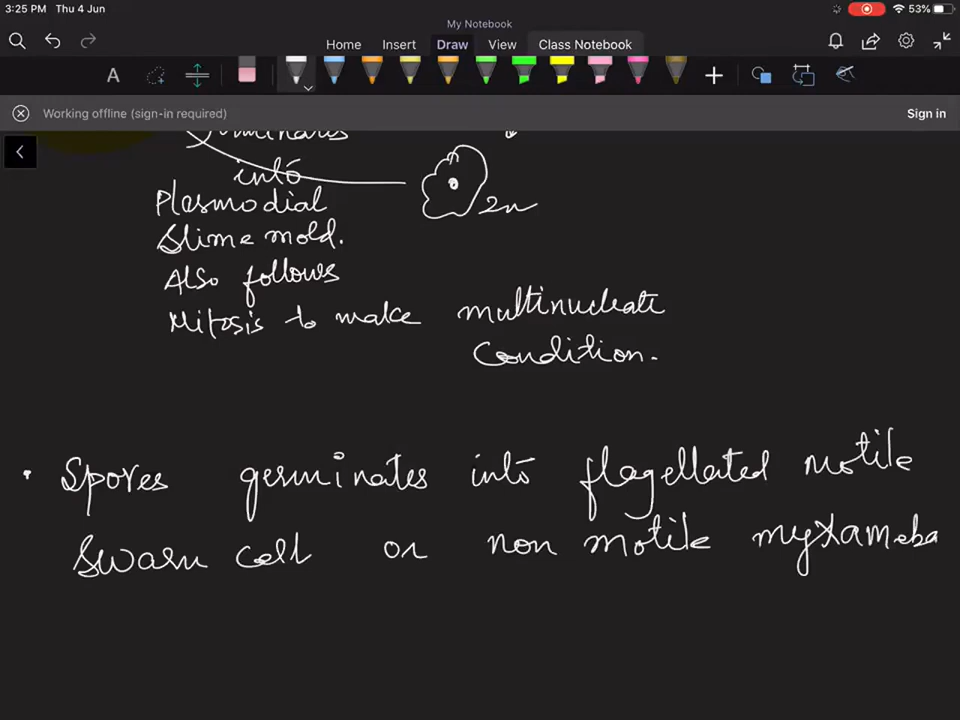 3:25 PM Thu 4 Jun
53%
My Notebook
Home Insert Draw View Class Notebook
A
Working offline (sign-in required)
Sign in
into
Plasmodial
2n
Slime mold.
Also follows
Mitosis to make multinucleate
Condition.
• Spores germinates into flagellated motile
Swarm cell or non motile myxameba